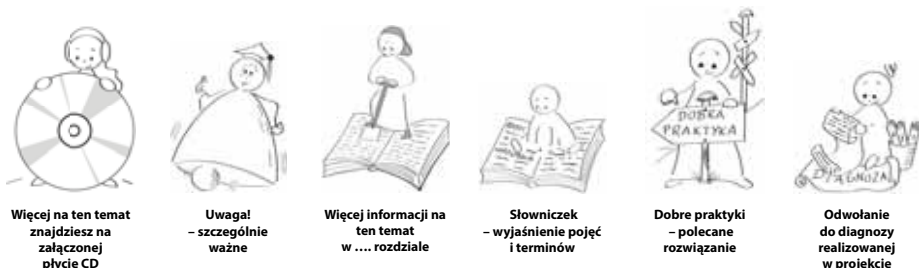 DOBRA
PRAKTYKA
DIAGNOZA
Więcej na ten temat
znajdziesz na
załączonej
płycie CD
Uwaga!
– szczególnie
ważne
Więcej informacji na
ten temat
w .... rozdziale
Słowniczek
– wyjaśnienie pojęć
i terminów
Dobre praktyki
– polecane
rozwiązanie
Odwołanie
do diagnozy
realizowanej
w projekcie